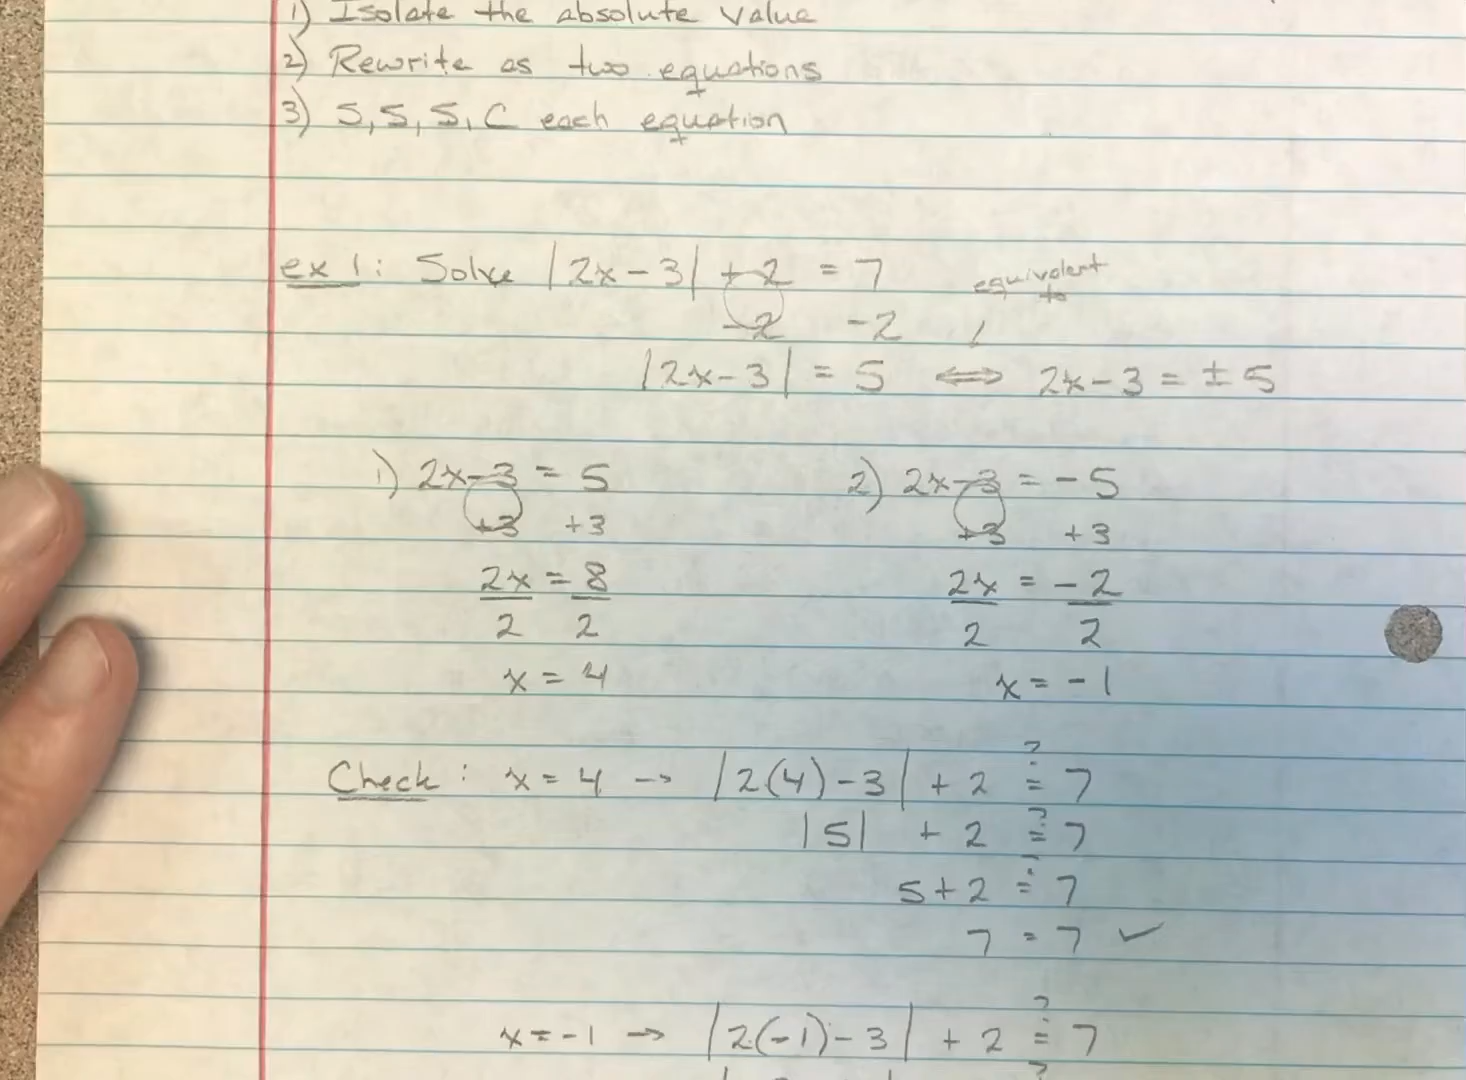 1) Isolate the absolute value
2) Rewrite as two equations
3) S, S, S, C each equation
ex 1: Solve |2x-3| + 2 = 7
equivalent
to
-2 -2
|2x-3| = 5 ⟺ 2x-3 = ± 5
1) 2x-3 = 5 2) 2x-3 = -5
+3 +3 +3 +3
2x = 8 2x = -2
2 2 2 2
x = 4 x = -1
Check: x = 4 → |2(4)-3| + 2 ≟ 7
|5| + 2 ≟ 7
5+2 ≟ 7
7 = 7 ✓
x = -1 → |2(-1)-3| + 2 ≟ 7